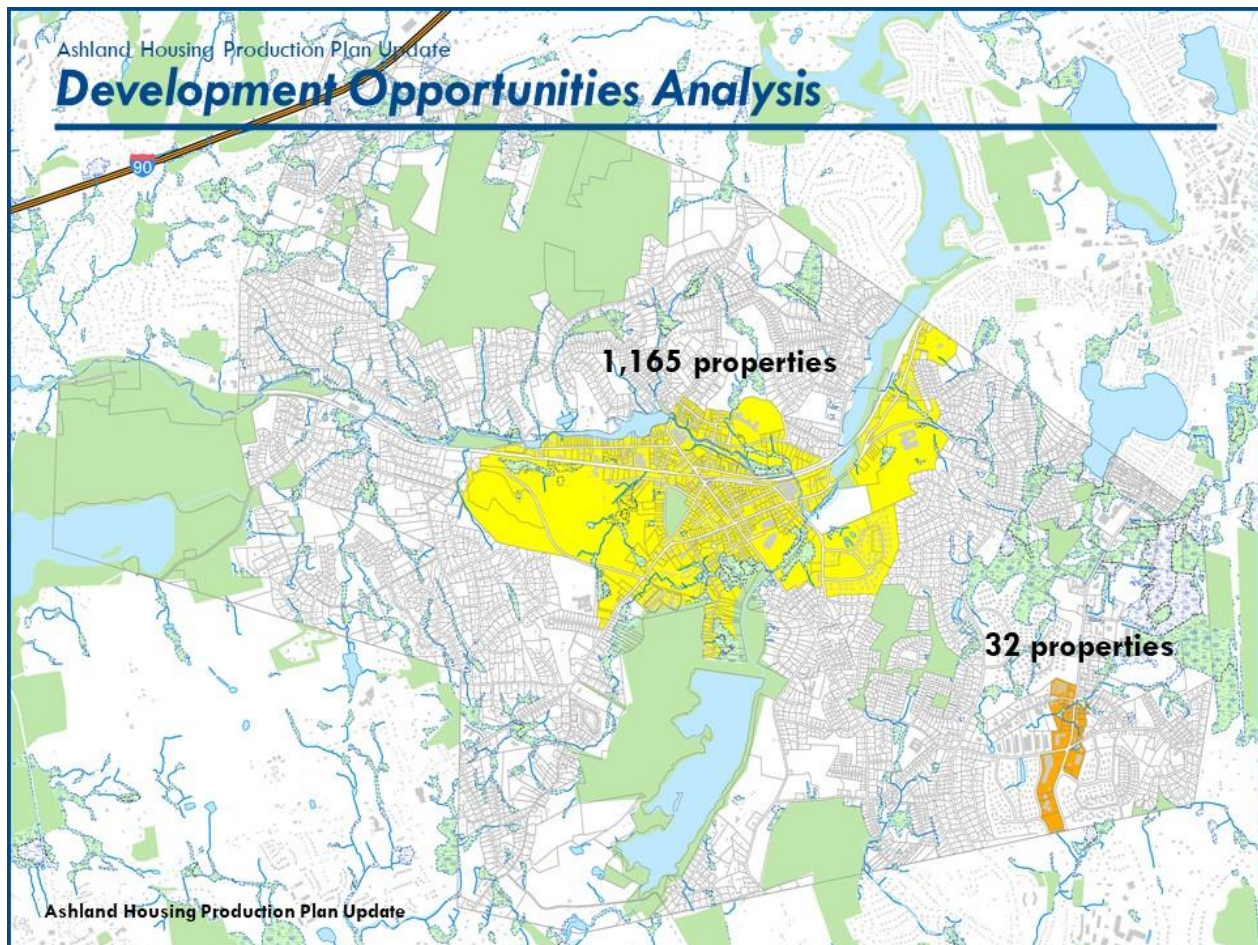 Ashland Housing Production Plan Update
Development Opportunities Analysis
90
1,165 properties
32 properties
Ashland Housing Production Plan Update